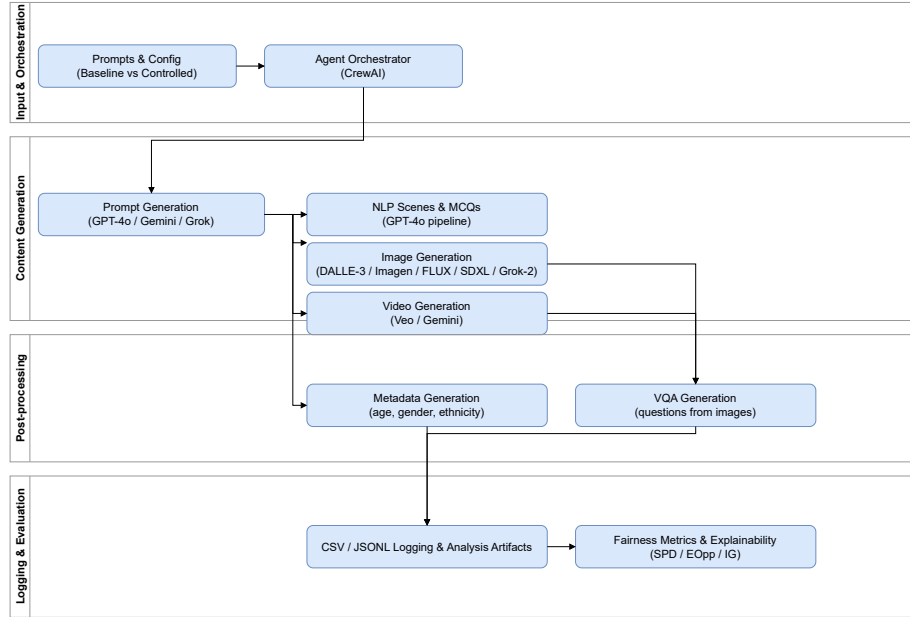 Input & Orchestration
Prompts & Config
(Baseline vs Controlled)
Agent Orchestrator
(CrewAI)
Content Generation
Prompt Generation
(GPT-4o / Gemini / Grok)
NLP Scenes & MCQs
(GPT-4o pipeline)
Image Generation
(DALLE-3 / Imagen / FLUX / SDXL / Grok-2)
Video Generation
(Veo / Gemini)
Post-processing
Metadata Generation
(age, gender, ethnicity)
VQA Generation
(questions from images)
Logging & Evaluation
CSV / JSONL Logging & Analysis Artifacts
Fairness Metrics & Explainability
(SPD / EOpp / IG)